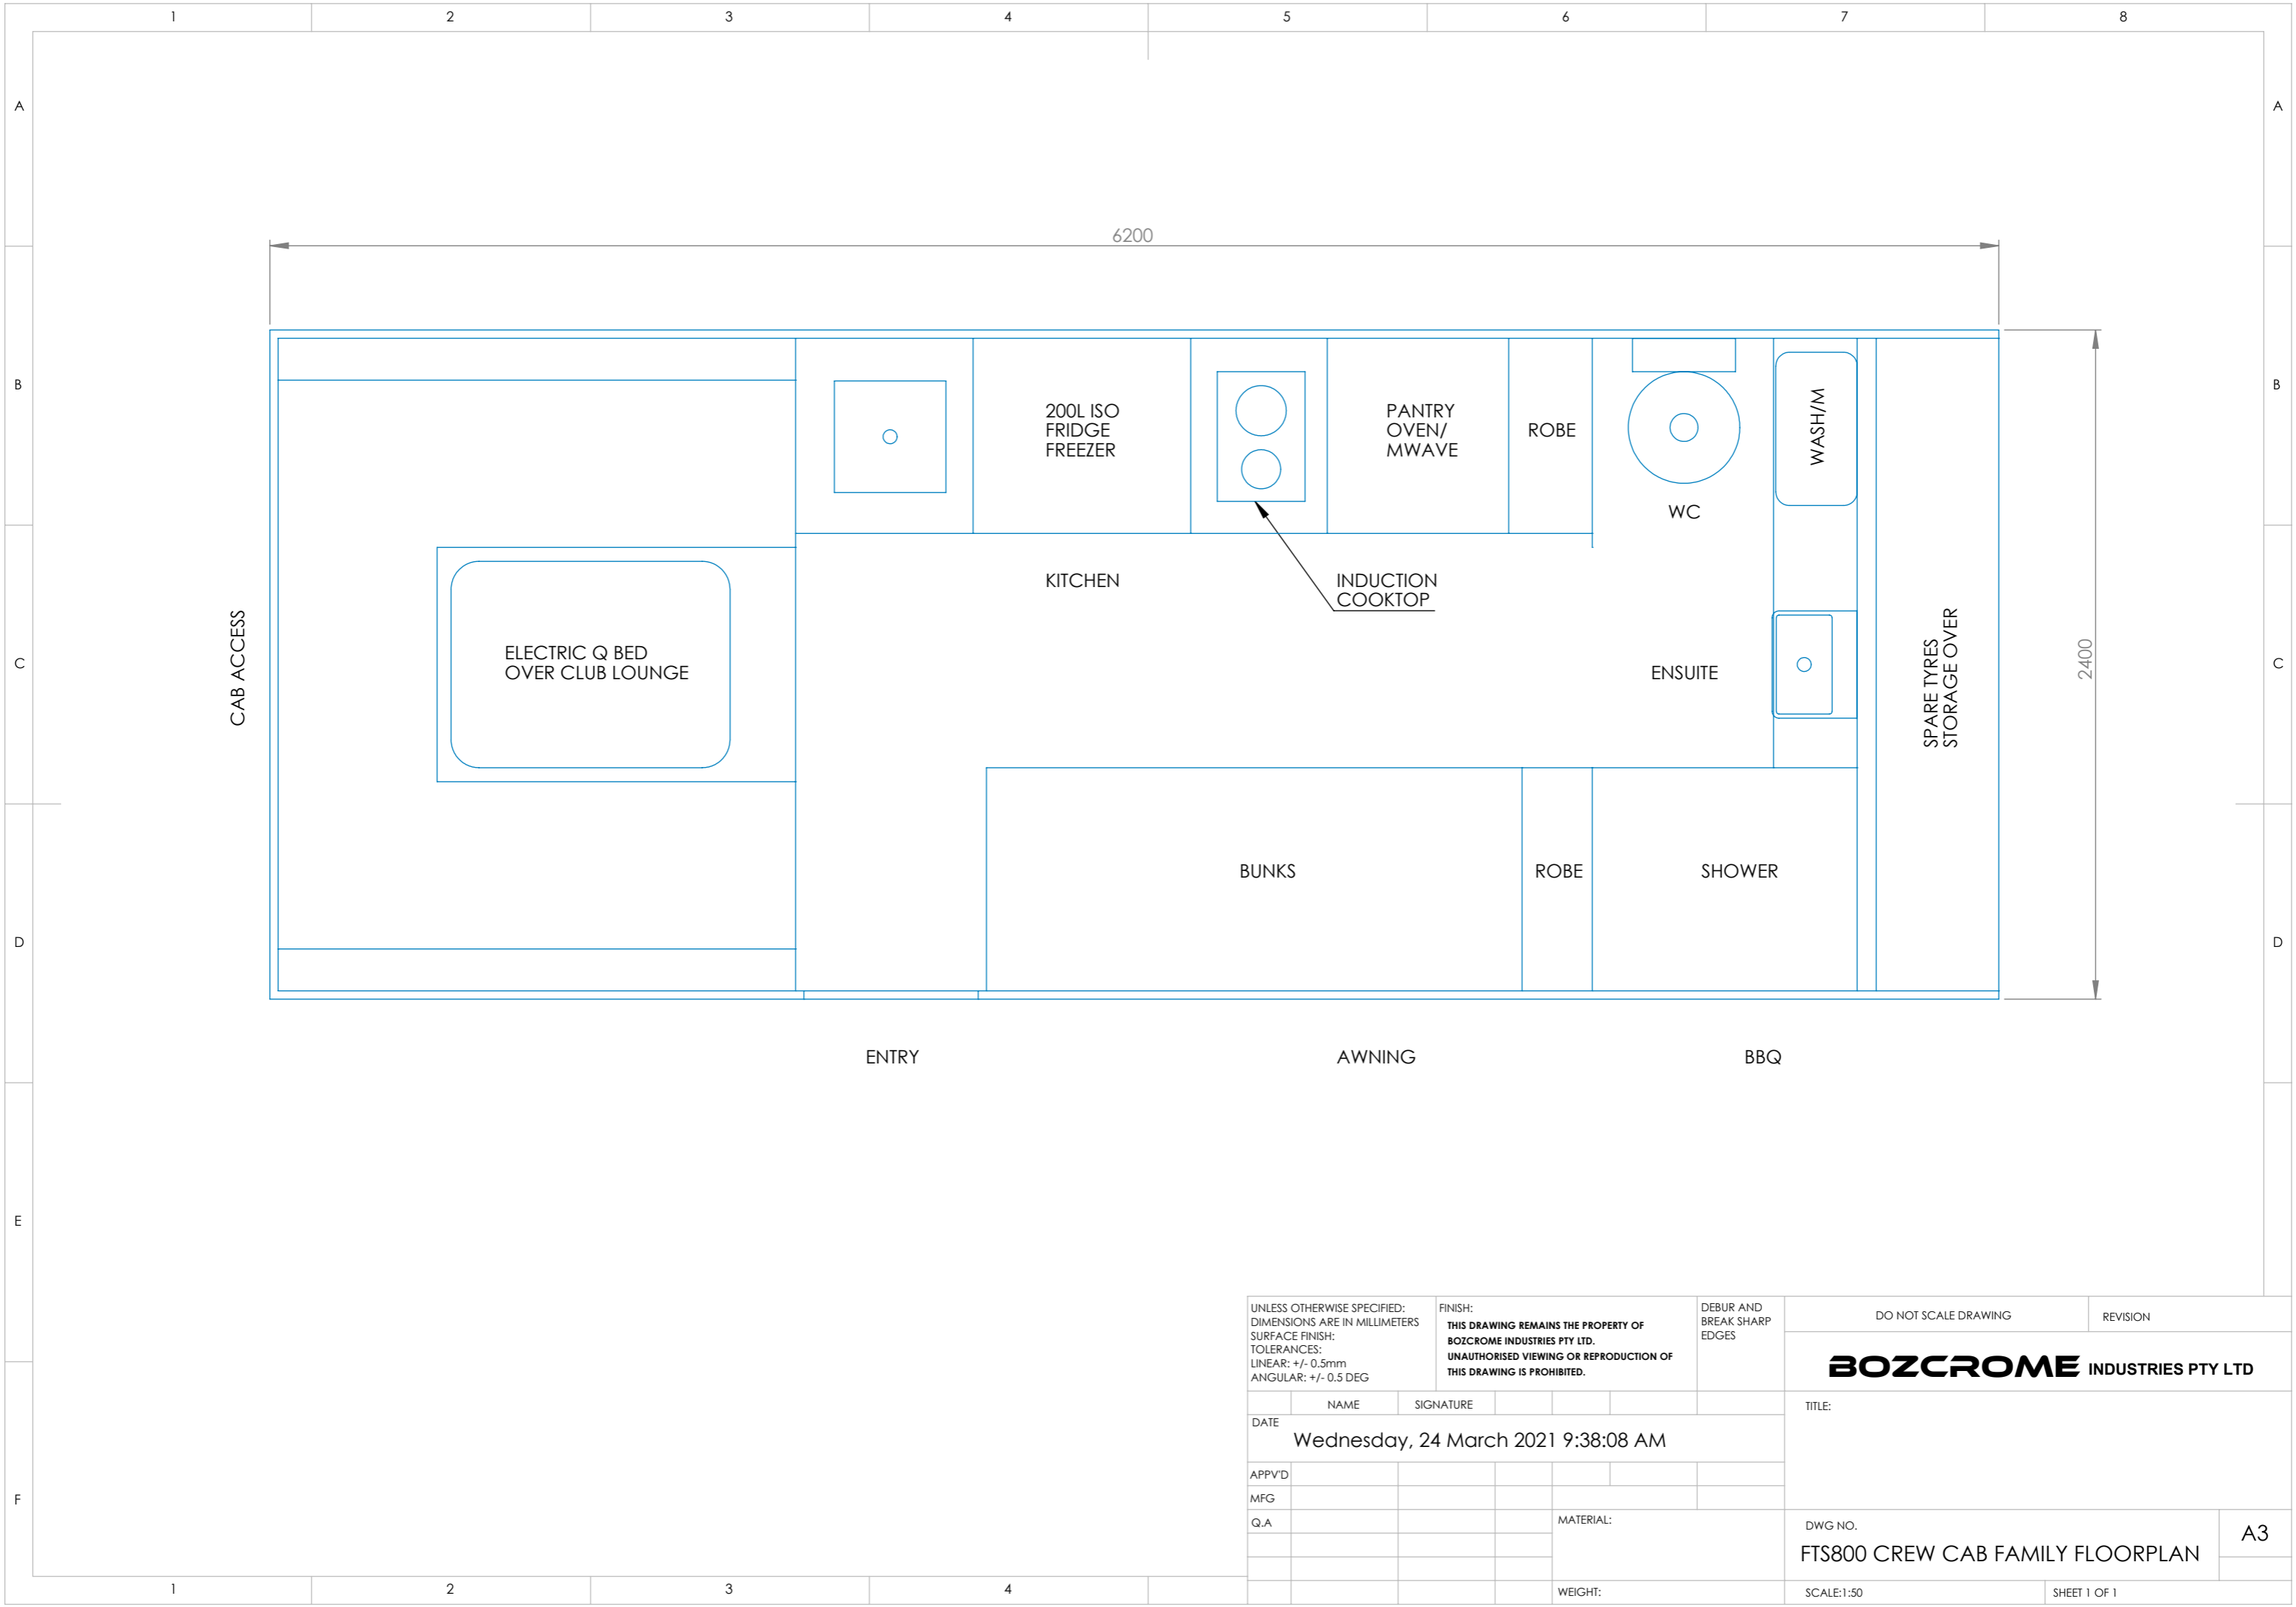 1 2 3 4 5 6 7 8
A A
6200
B B
200L ISO
FRIDGE
FREEZER
PANTRY
OVEN/
MWAVE
ROBE
WASH/M
WC
KITCHEN
INDUCTION
COOKTOP
CAB ACCESS
ELECTRIC Q BED
OVER CLUB LOUNGE
ENSUITE
SPARE TYRES
STORAGE OVER
2400
C C
BUNKS
ROBE
SHOWER
D D
ENTRY
AWNING
BBQ
E
F
UNLESS OTHERWISE SPECIFIED:
DIMENSIONS ARE IN MILLIMETERS
SURFACE FINISH:
TOLERANCES:
LINEAR: +/- 0.5mm
ANGULAR: +/- 0.5 DEG
FINISH:
THIS DRAWING REMAINS THE PROPERTY OF
BOZCROME INDUSTRIES PTY LTD.
UNAUTHORISED VIEWING OR REPRODUCTION OF
THIS DRAWING IS PROHIBITED.
DEBUR AND
BREAK SHARP
EDGES
DO NOT SCALE DRAWING
REVISION
BOZCROME INDUSTRIES PTY LTD
NAME
SIGNATURE
TITLE:
DATE
Wednesday, 24 March 2021 9:38:08 AM
APPV'D
MFG
Q.A
MATERIAL:
DWG NO.
FTS800 CREW CAB FAMILY FLOORPLAN
A3
WEIGHT:
SCALE:1:50
SHEET 1 OF 1
1 2 3 4